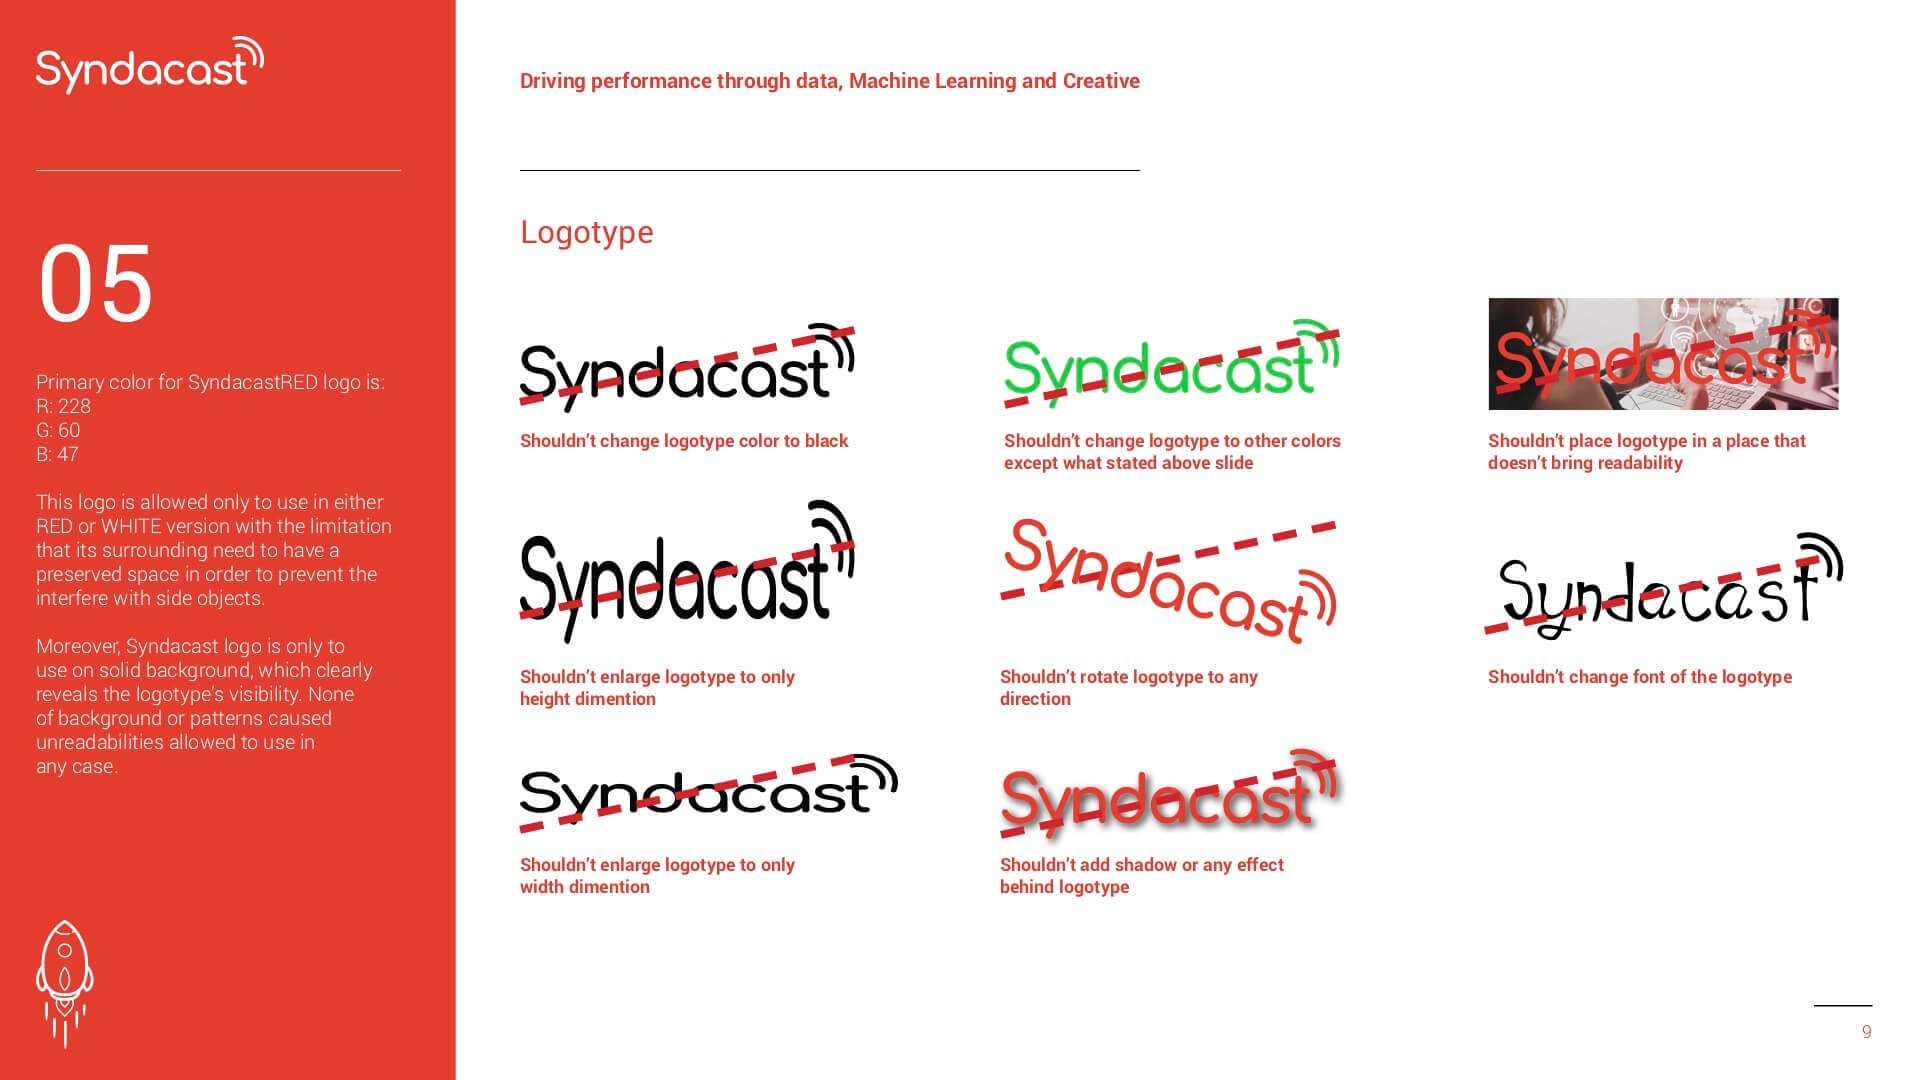 Syndacast
Driving performance through data, Machine Learning and Creative
05
Primary color for SyndacastRED logo is:
R: 228
G: 60
B: 47
This logo is allowed only to use in either
RED or WHITE version with the limitation
that its surrounding need to have a
preserved space in order to prevent the
interfere with side objects.
Moreover, Syndacast logo is only to
use on solid background, which clearly
reveals the logotype's visibility. None
of background or patterns caused
unreadabilities allowed to use in
any case.
Logotype
Syndacast
Shouldn't change logotype color to black
Syndacast
Shouldn't change logotype to other colors
except what stated above slide
Syndacast
Shouldn't place logotype in a place that
doesn't bring readability
Syndacast
Shouldn't enlarge logotype to only
height dimention
Syndacast
Shouldn't rotate logotype to any
direction
Syndacast
Shouldn't change font of the logotype
Syndacast
Shouldn't enlarge logotype to only
width dimention
Syndacast
Shouldn't add shadow or any effect
behind logotype
9